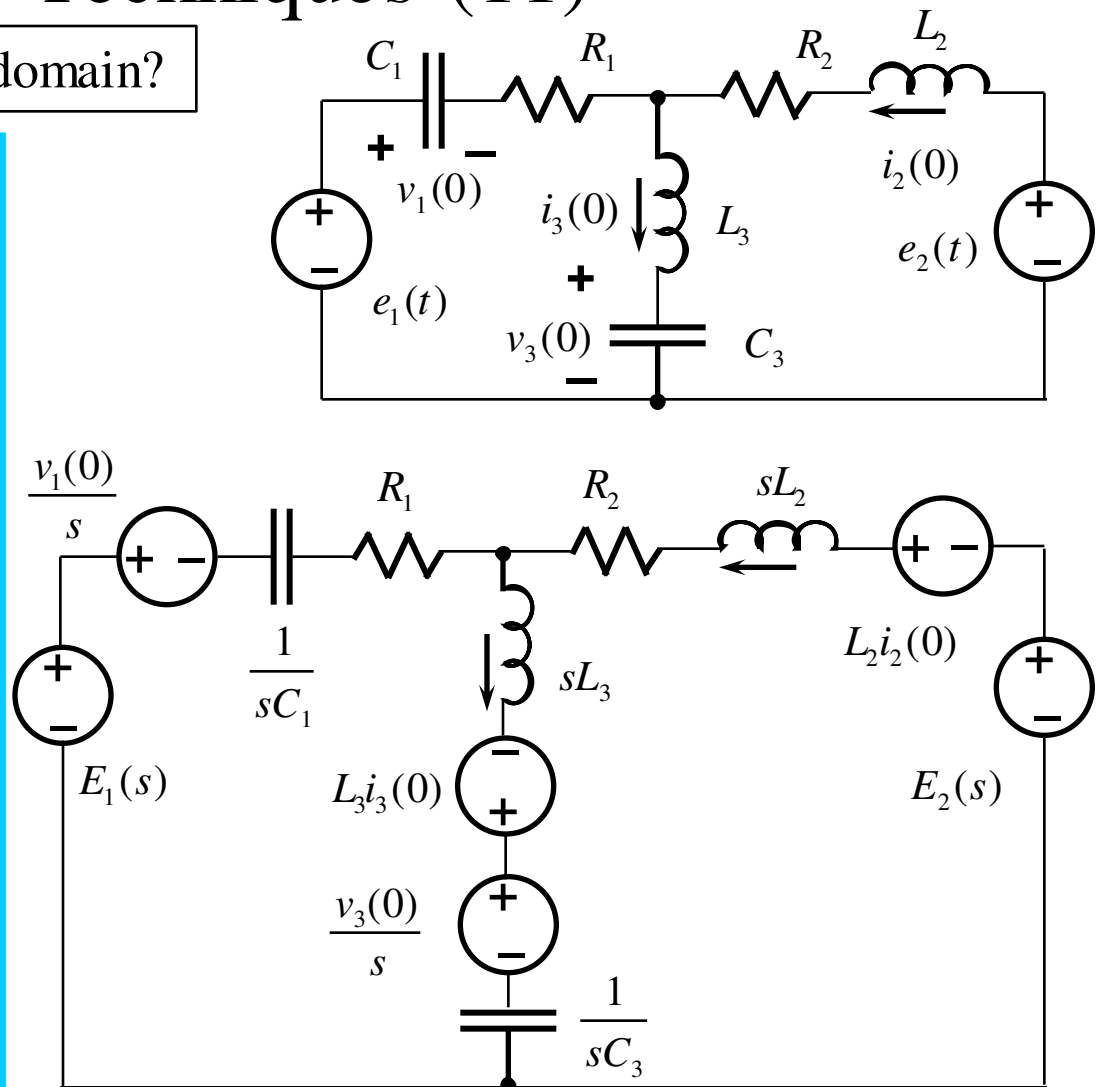 Techniques (11)
domain?
C₁ R₁ R₂ L₂
+ − v₁(0)
i₃(0) L₃ i₂(0)
+ − e₁(t)
+ − e₂(t)
+ v₃(0) − C₃
v₁(0)/s R₁ R₂ sL₂
+ − + −
1/sC₁ sL₃ L₂i₂(0)
+ − E₁(s) L₃i₃(0) − + + − E₂(s)
v₃(0)/s + −
1/sC₃